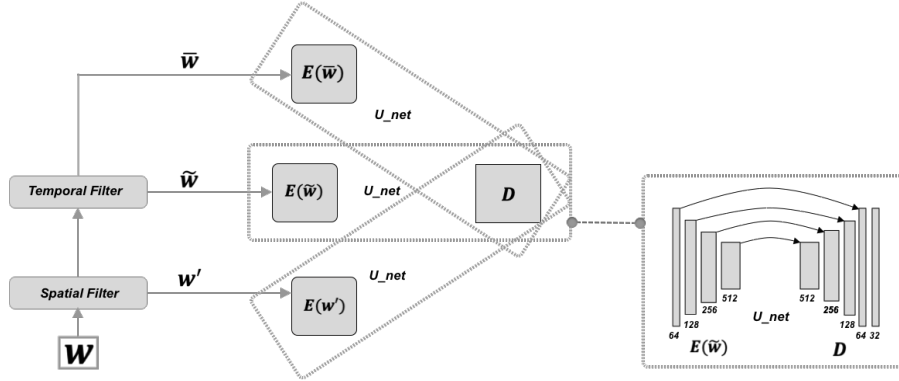 w̅
E(w̅)
U_net
Temporal Filter
w̃
E(w̃)
U_net
D
Spatial Filter
w′
U_net
E(w′)
w
64
128
256
512
U_net
512
256
128
64
32
E(w̃)
D